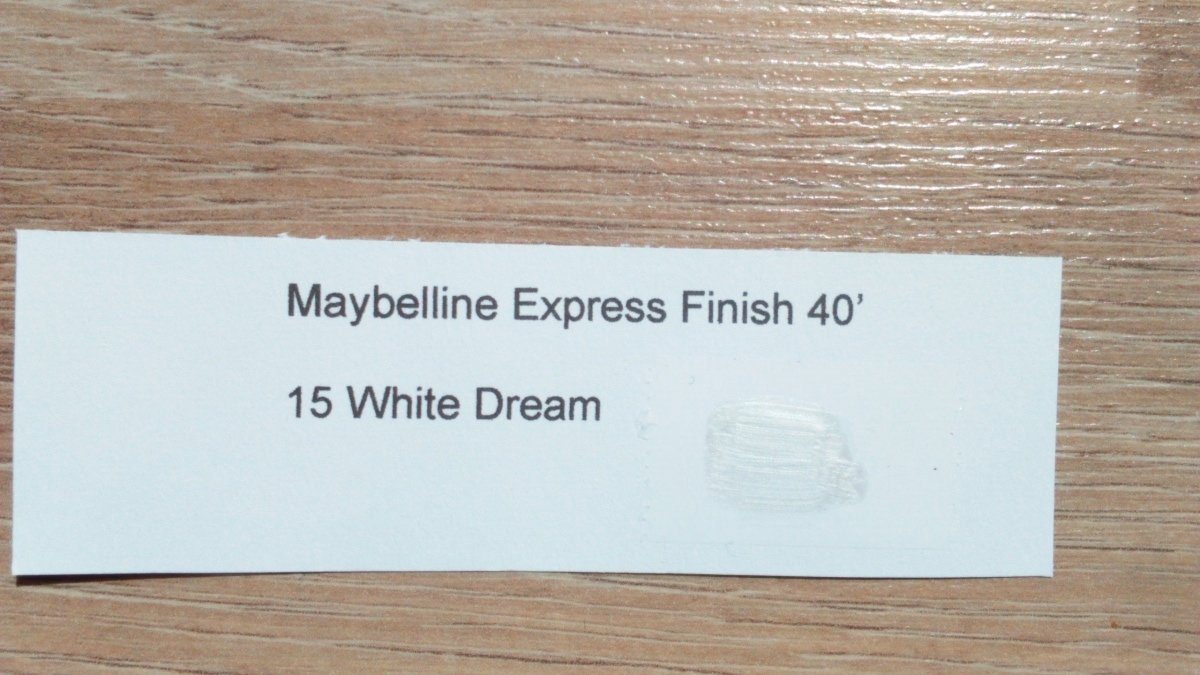 Maybelline Express Finish 40’
15 White Dream